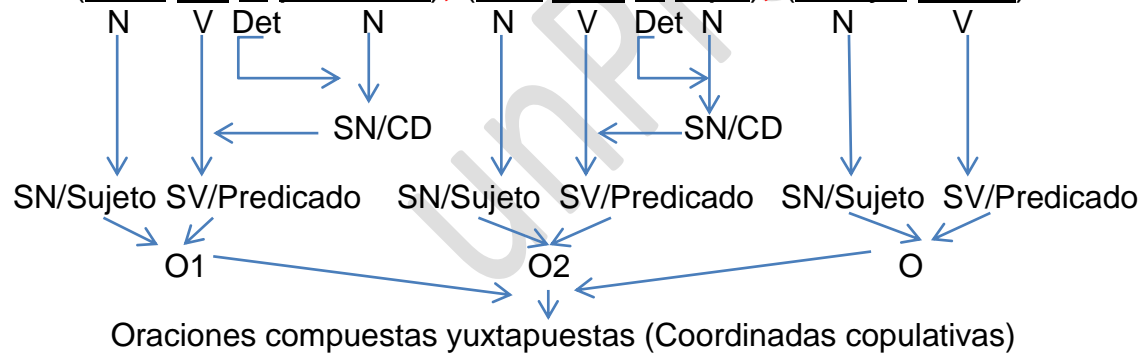 N V Det N N V Det N N V
SN/CD SN/CD
SN/Sujeto SV/Predicado SN/Sujeto SV/Predicado SN/Sujeto SV/Predicado
O1 O2 O
Oraciones compuestas yuxtapuestas (Coordinadas copulativas)